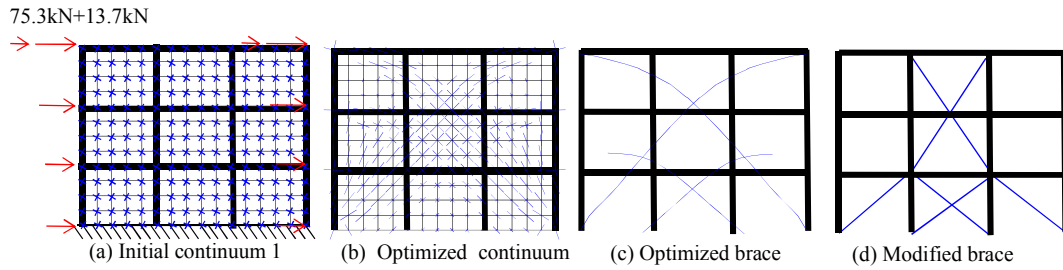 75.3kN+13.7kN
(a) Initial continuum 1
(b) Optimized continuum
(c) Optimized brace
(d) Modified brace